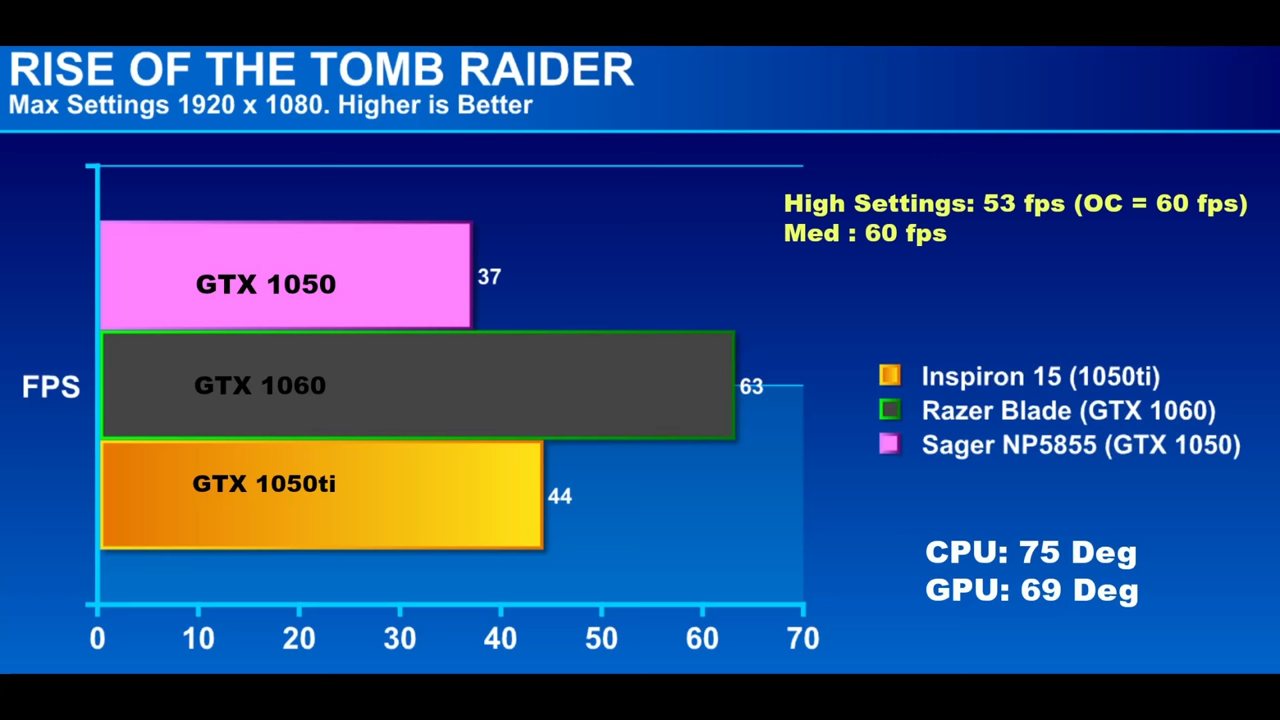 RISE OF THE TOMB RAIDER
Max Settings 1920 x 1080. Higher is Better
High Settings: 53 fps (OC = 60 fps)
Med : 60 fps
GTX 1050
37
FPS
GTX 1060
63
GTX 1050ti
44
Inspiron 15 (1050ti)
Razer Blade (GTX 1060)
Sager NP5855 (GTX 1050)
CPU: 75 Deg
GPU: 69 Deg
0 10 20 30 40 50 60 70